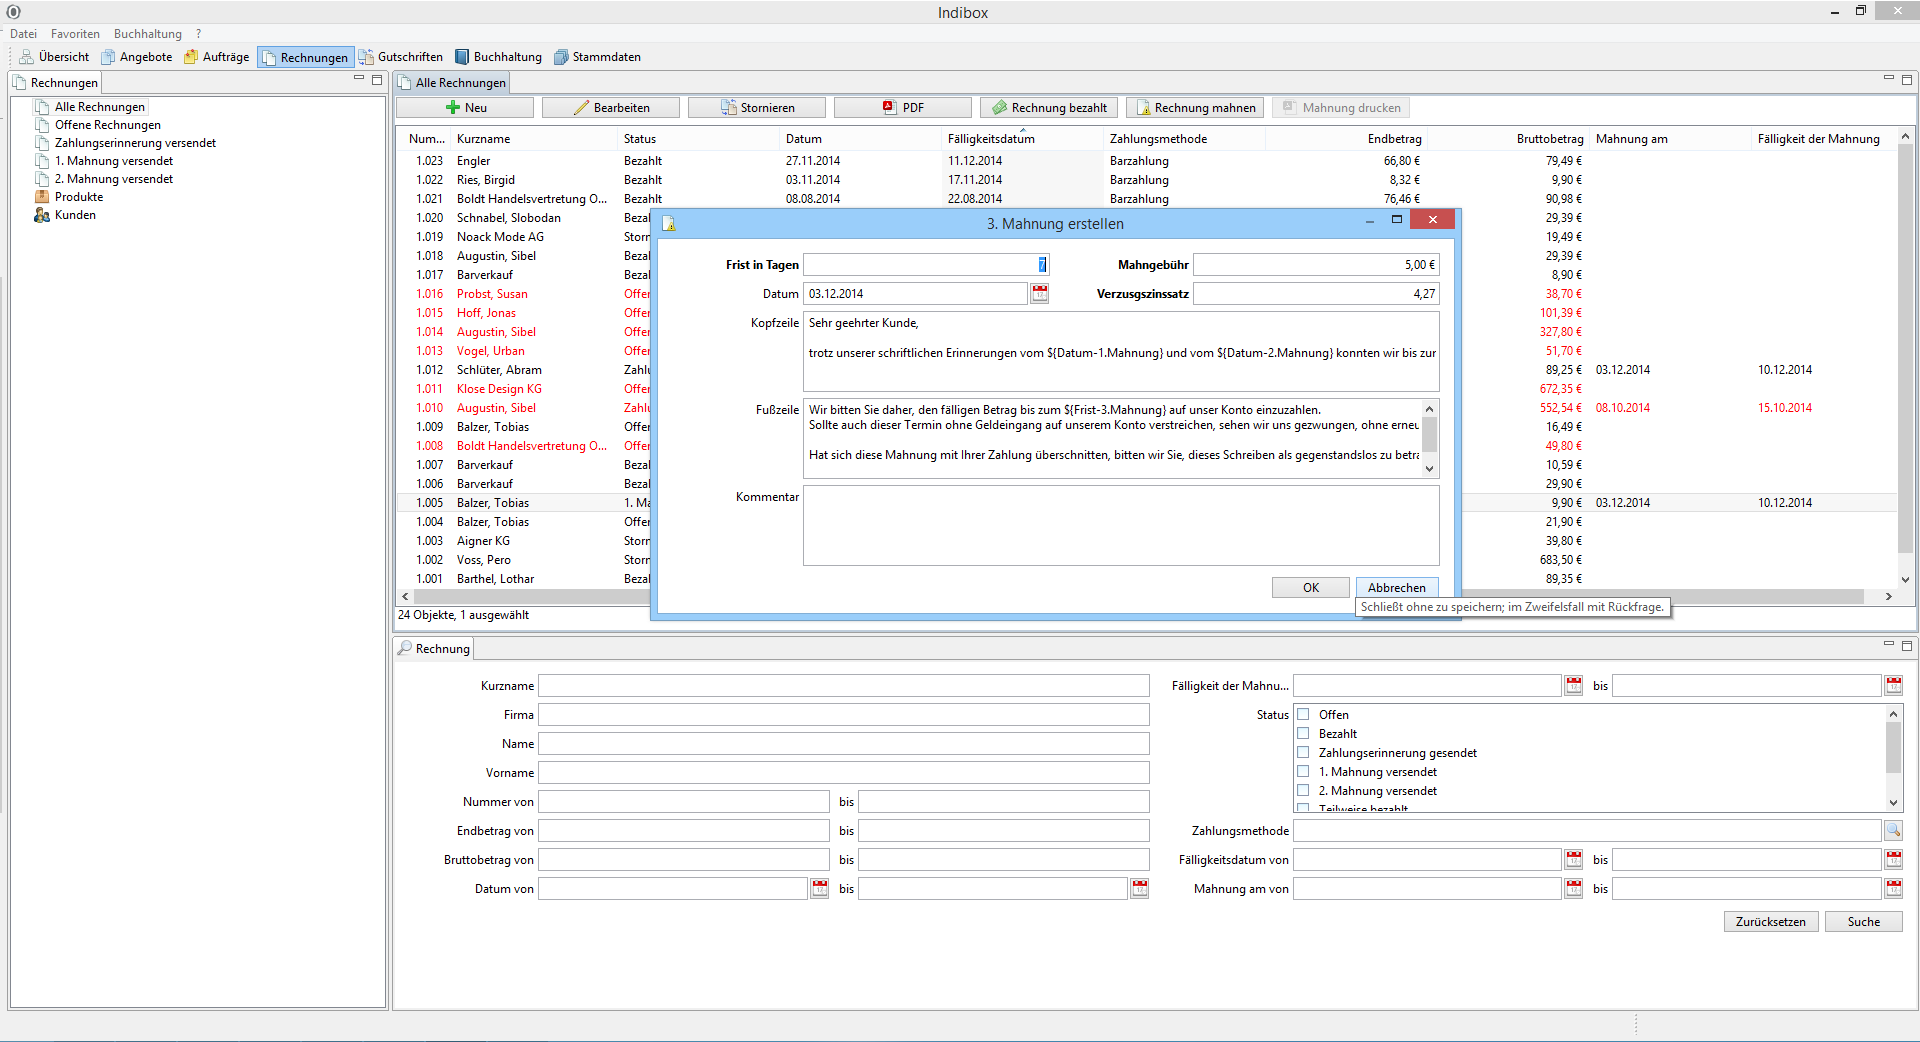 Indibox
Datei Favoriten Buchhaltung ?
Übersicht Angebote Aufträge Rechnungen Gutschriften Buchhaltung Stammdaten
Rechnungen
Alle Rechnungen
Offene Rechnungen
Zahlungserinnerung versendet
1. Mahnung versendet
2. Mahnung versendet
Produkte
Kunden
Alle Rechnungen
Neu Bearbeiten Stornieren PDF Rechnung bezahlt Rechnung mahnen Mahnung drucken
Num... Kurzname Status Datum Fälligkeitsdatum Zahlungsmethode Endbetrag Bruttobetrag Mahnung am Fälligkeit der Mahnung
1.023 Engler Bezahlt 27.11.2014 11.12.2014 Barzahlung 66,80 € 79,49 €
1.022 Ries, Birgid Bezahlt 03.11.2014 17.11.2014 Barzahlung 8,32 € 9,90 €
1.021 Boldt Handelsvertretung O... Bezahlt 08.08.2014 22.08.2014 Barzahlung 76,46 € 90,98 €
1.020 Schnabel, Slobodan Beza 29,39 €
1.019 Noack Mode AG Storn 19,49 €
1.018 Augustin, Sibel Beza 29,39 €
1.017 Barverkauf Beza 8,90 €
1.016 Probst, Susan Offer 38,70 €
1.015 Hoff, Jonas Offer 101,39 €
1.014 Augustin, Sibel Offer 327,80 €
1.013 Vogel, Urban Offer 51,70 €
1.012 Schlüter, Abram Zahlu 89,25 € 03.12.2014 10.12.2014
1.011 Klose Design KG Offer 672,35 €
1.010 Augustin, Sibel Zahlu 552,54 € 08.10.2014 15.10.2014
1.009 Balzer, Tobias Offer 16,49 €
1.008 Boldt Handelsvertretung O... Offer 49,80 €
1.007 Barverkauf Beza 10,59 €
1.006 Barverkauf Beza 29,90 €
1.005 Balzer, Tobias 1. Ma 9,90 € 03.12.2014 10.12.2014
1.004 Balzer, Tobias Offer 21,90 €
1.003 Aigner KG Storn 39,80 €
1.002 Voss, Pero Storn 683,50 €
1.001 Barthel, Lothar Beza 89,35 €
24 Objekte, 1 ausgewählt
3. Mahnung erstellen
Frist in Tagen 7 Mahngebühr 5,00 €
Datum 03.12.2014 Verzusgszinssatz 4,27
Kopfzeile Sehr geehrter Kunde,
trotz unserer schriftlichen Erinnerungen vom ${Datum-1.Mahnung} und vom ${Datum-2.Mahnung} konnten wir bis zur
Fußzeile Wir bitten Sie daher, den fälligen Betrag bis zum ${Frist-3.Mahnung} auf unser Konto einzuzahlen.
Sollte auch dieser Termin ohne Geldeingang auf unserem Konto verstreichen, sehen wir uns gezwungen, ohne erneu
Hat sich diese Mahnung mit Ihrer Zahlung überschnitten, bitten wir Sie, dieses Schreiben als gegenstandslos zu betra
Kommentar
OK Abbrechen
Schließt ohne zu speichern; im Zweifelsfall mit Rückfrage.
Rechnung
Kurzname
Firma
Name
Vorname
Nummer von bis
Endbetrag von bis
Bruttobetrag von bis
Datum von bis
Fälligkeit der Mahnu... bis
Status Offen
Bezahlt
Zahlungserinnerung gesendet
1. Mahnung versendet
2. Mahnung versendet
Teilweise bezahlt
Zahlungsmethode
Fälligkeitsdatum von bis
Mahnung am von bis
Zurücksetzen Suche